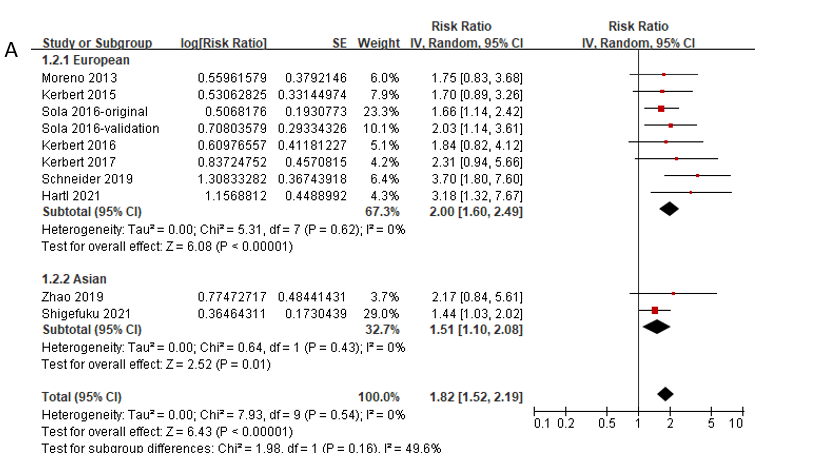 Risk Ratio Risk Ratio
A Study or Subgroup log[Risk Ratio] SE Weight IV, Random, 95% CI IV, Random, 95% CI
1.2.1 European
Moreno 2013 0.55961579 0.3792146 6.0% 1.75 [0.83, 3.68]
Kerbert 2015 0.53062825 0.33144974 7.9% 1.70 [0.89, 3.26]
Sola 2016-original 0.5068176 0.1930773 23.3% 1.66 [1.14, 2.42]
Sola 2016-validation 0.70803579 0.29334326 10.1% 2.03 [1.14, 3.61]
Kerbert 2016 0.60976557 0.41181227 5.1% 1.84 [0.82, 4.12]
Kerbert 2017 0.83724752 0.4570815 4.2% 2.31 [0.94, 5.66]
Schneider 2019 1.30833282 0.36743918 6.4% 3.70 [1.80, 7.60]
Hartl 2021 1.1568812 0.4488992 4.3% 3.18 [1.32, 7.67]
Subtotal (95% CI) 67.3% 2.00 [1.60, 2.49]
Heterogeneity: Tau² = 0.00; Chi² = 5.31, df = 7 (P = 0.62); I² = 0%
Test for overall effect: Z = 6.08 (P < 0.00001)
1.2.2 Asian
Zhao 2019 0.77472717 0.48441431 3.7% 2.17 [0.84, 5.61]
Shigefuku 2021 0.36464311 0.1730439 29.0% 1.44 [1.03, 2.02]
Subtotal (95% CI) 32.7% 1.51 [1.10, 2.08]
Heterogeneity: Tau² = 0.00; Chi² = 0.64, df = 1 (P = 0.43); I² = 0%
Test for overall effect: Z = 2.52 (P = 0.01)
Total (95% CI) 100.0% 1.82 [1.52, 2.19]
Heterogeneity: Tau² = 0.00; Chi² = 7.93, df = 9 (P = 0.54); I² = 0%
Test for overall effect: Z = 6.43 (P < 0.00001)
Test for subgroup differences: Chi² = 1.98, df = 1 (P = 0.16), I² = 49.6%
0.1 0.2 0.5 1 2 5 10